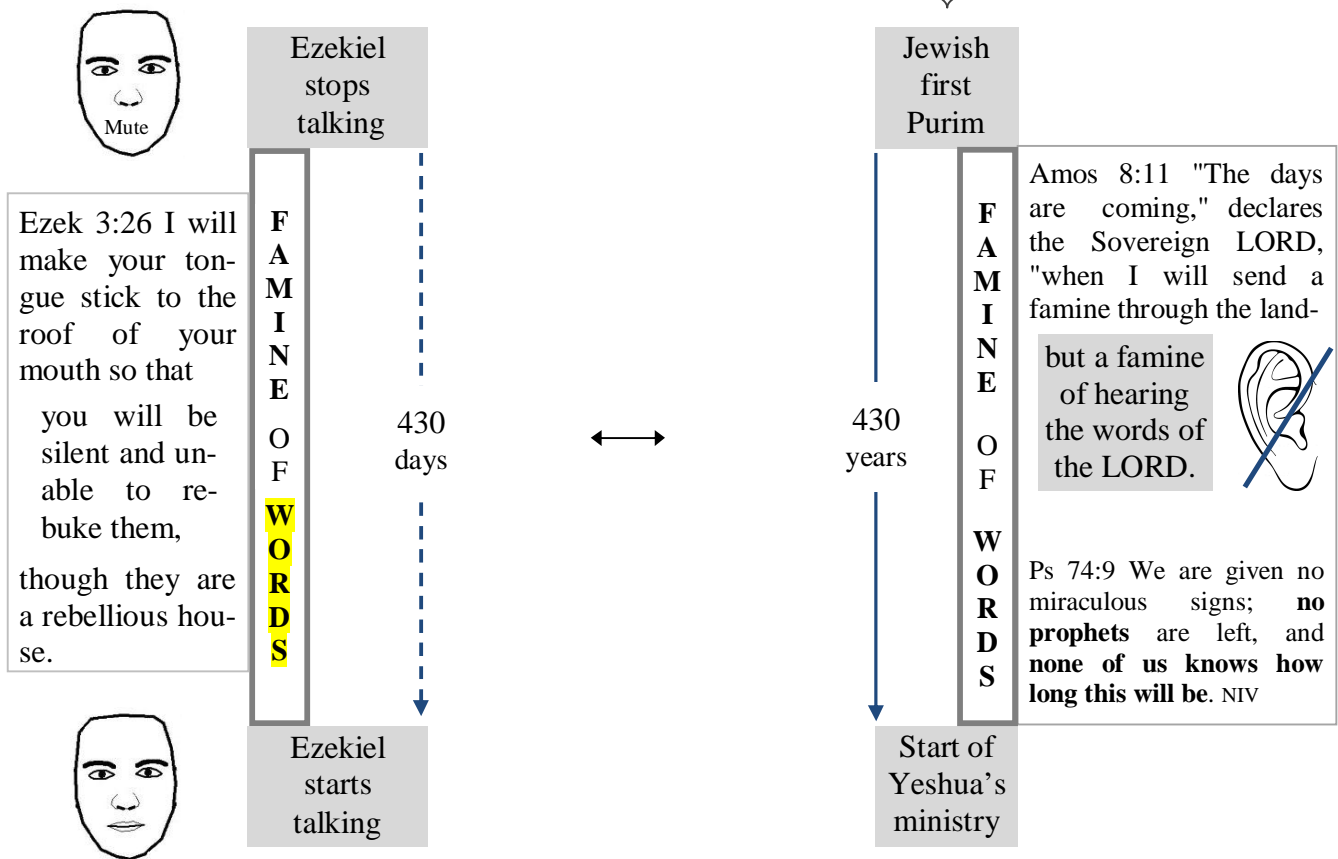 Mute
Ezekiel
stops
talking
Ezek 3:26 I will
make your ton-
gue stick to the
roof of your
mouth so that
you will be
silent and un-
able to re-
buke them,
though they are
a rebellious hou-
se.
F
A
M
I
N
E
O
F
W
O
R
D
S
430
days
Ezekiel
starts
talking
Jewish
first
Purim
430
years
F
A
M
I
N
E
O
F
W
O
R
D
S
Start of
Yeshua’s
ministry
Amos 8:11 "The days
are coming," declares
the Sovereign LORD,
"when I will send a
famine through the land-
but a famine
of hearing
the words of
the LORD.
Ps 74:9 We are given no
miraculous signs; no
prophets are left, and
none of us knows how
long this will be. NIV